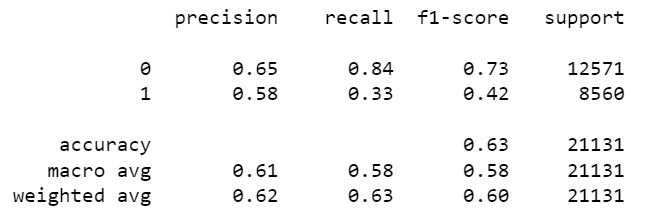 precision recall f1-score support
0 0.65 0.84 0.73 12571
1 0.58 0.33 0.42 8560
accuracy 0.63 21131
macro avg 0.61 0.58 0.58 21131
weighted avg 0.62 0.63 0.60 21131